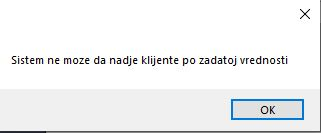 Sistem ne moze da nadje klijente po zadatoj vrednosti
OK